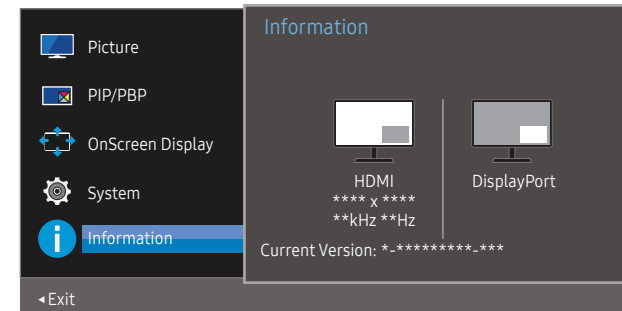 Picture
PIP/PBP
OnScreen Display
System
Information
Information
HDMI
**** x ****
**kHz **Hz
DisplayPort
Current Version: *-*********-***
◂Exit